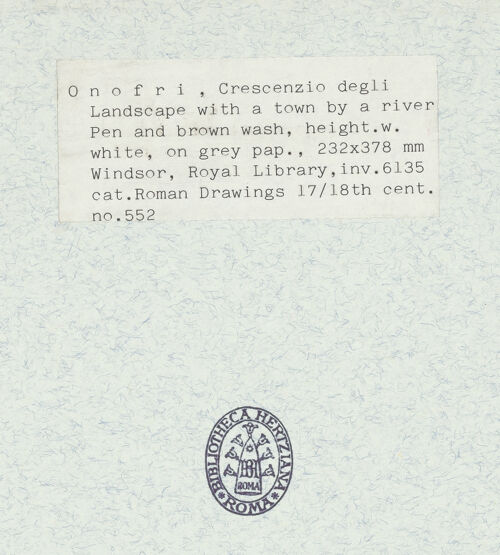 O n o f r i , Crescenzio degli
Landscape with a town by a river
Pen and brown wash, height.w.
white, on grey pap., 232x378 mm
Windsor, Royal Library,inv.6135
cat.Roman Drawings 17/18th cent.
no.552
BIBLIOTHECA HERTZIANA
BH
ROMA
* ROMA *